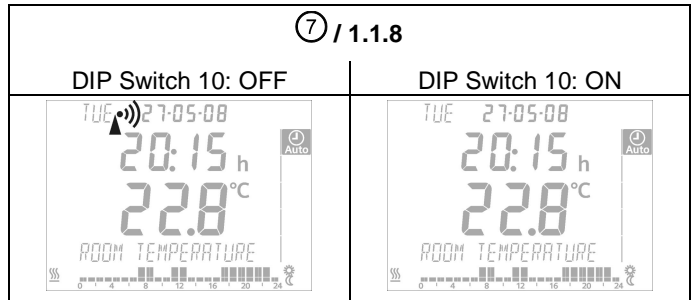 ⑦ / 1.1.8
DIP Switch 10: OFF
DIP Switch 10: ON
TUE 27-05-08
20:15 h
Auto
22.8 °C
ROOM TEMPERATURE
0 4 8 12 16 20 24
TUE 27-05-08
20:15 h
Auto
22.8 °C
ROOM TEMPERATURE
0 4 8 12 16 20 24